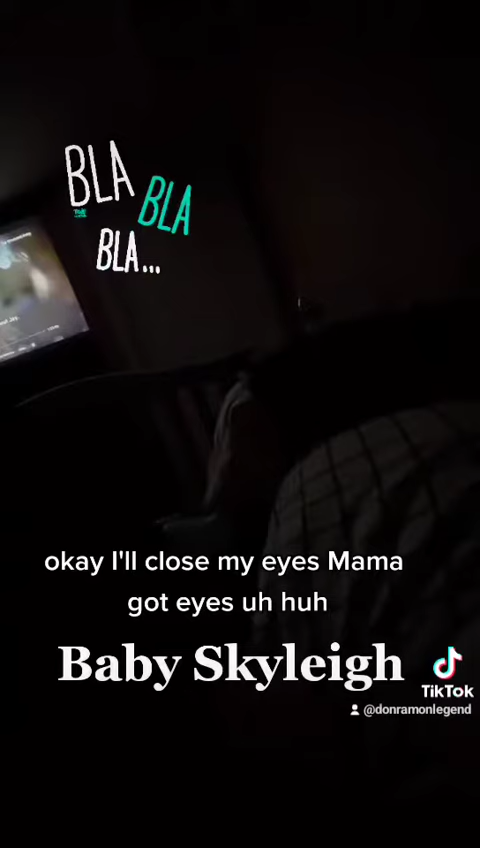 BLA
BLA
BLA...
okay I'll close my eyes Mama
got eyes uh huh
Baby Skyleigh
TikTok
@donramonlegend